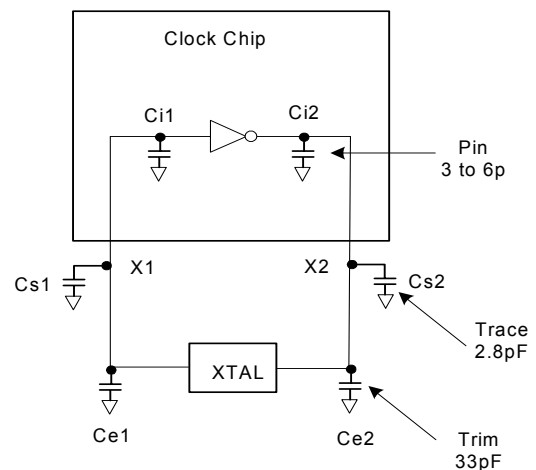 Clock Chip
Ci1
Ci2
Pin
3 to 6p
X1
X2
Cs1
Cs2
Trace
2.8pF
XTAL
Ce1
Ce2
Trim
33pF